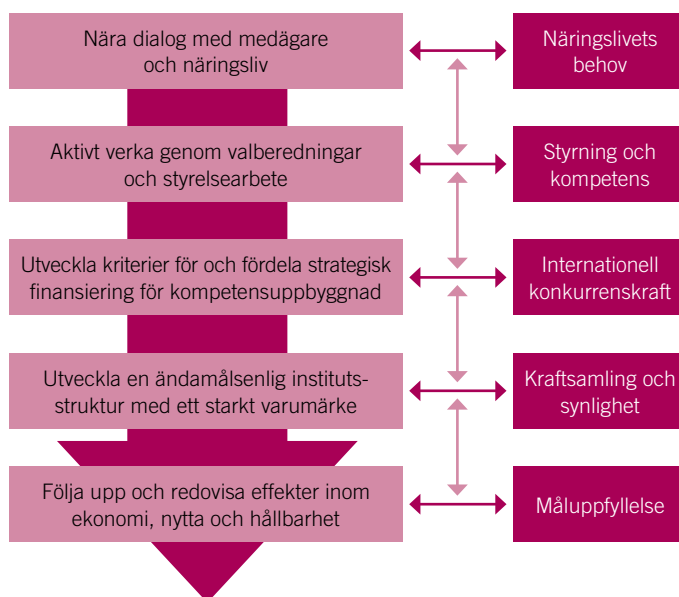 Nära dialog med medägare
och näringsliv
Näringslivets
behov
Aktivt verka genom valberedningar
och styrelsearbete
Styrning och
kompetens
Utveckla kriterier för och fördela strategisk
finansiering för kompetensuppbyggnad
Internationell
konkurrenskraft
Utveckla en ändamålsenlig instituts-
struktur med ett starkt varumärke
Kraftsamling och
synlighet
Följa upp och redovisa effekter inom
ekonomi, nytta och hållbarhet
Måluppfyllelse